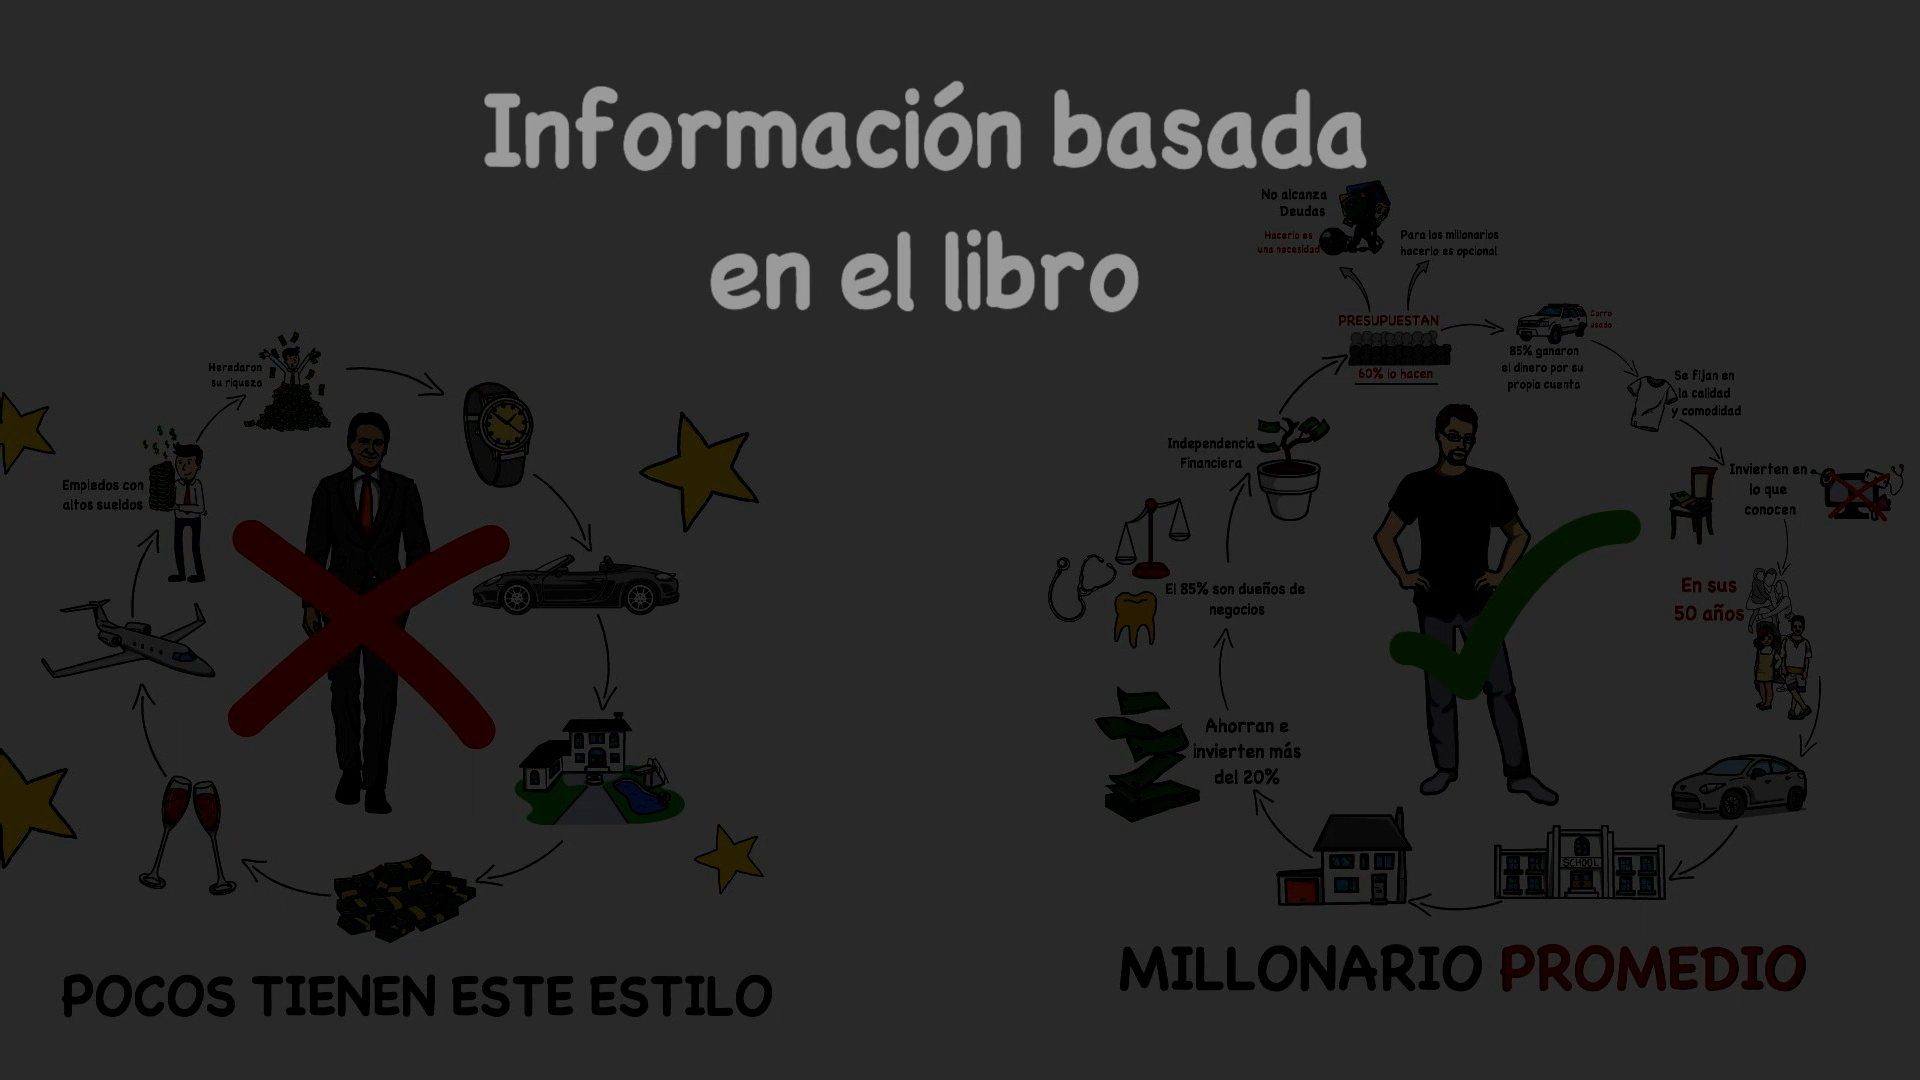 Información basada
en el libro
Heredaron
su riqueza
Empledos con
altos sueldos
POCOS TIENEN ESTE ESTILO
No alcanza
Deudas
Hacerlo es
una necesidad
Para los millonarios
hacerlo es opcional
PRESUPUESTAN
60% lo hacen
Carro
usado
85% ganaron
el dinero por su
propia cuenta
Se fijan en
la calidad
y comodidad
Independencia
Financiera
Invierten en
lo que
conocen
En sus
50 años
El 85% son dueños de
negocios
Ahorran e
invierten más
del 20%
SCHOOL
MILLONARIO PROMEDIO